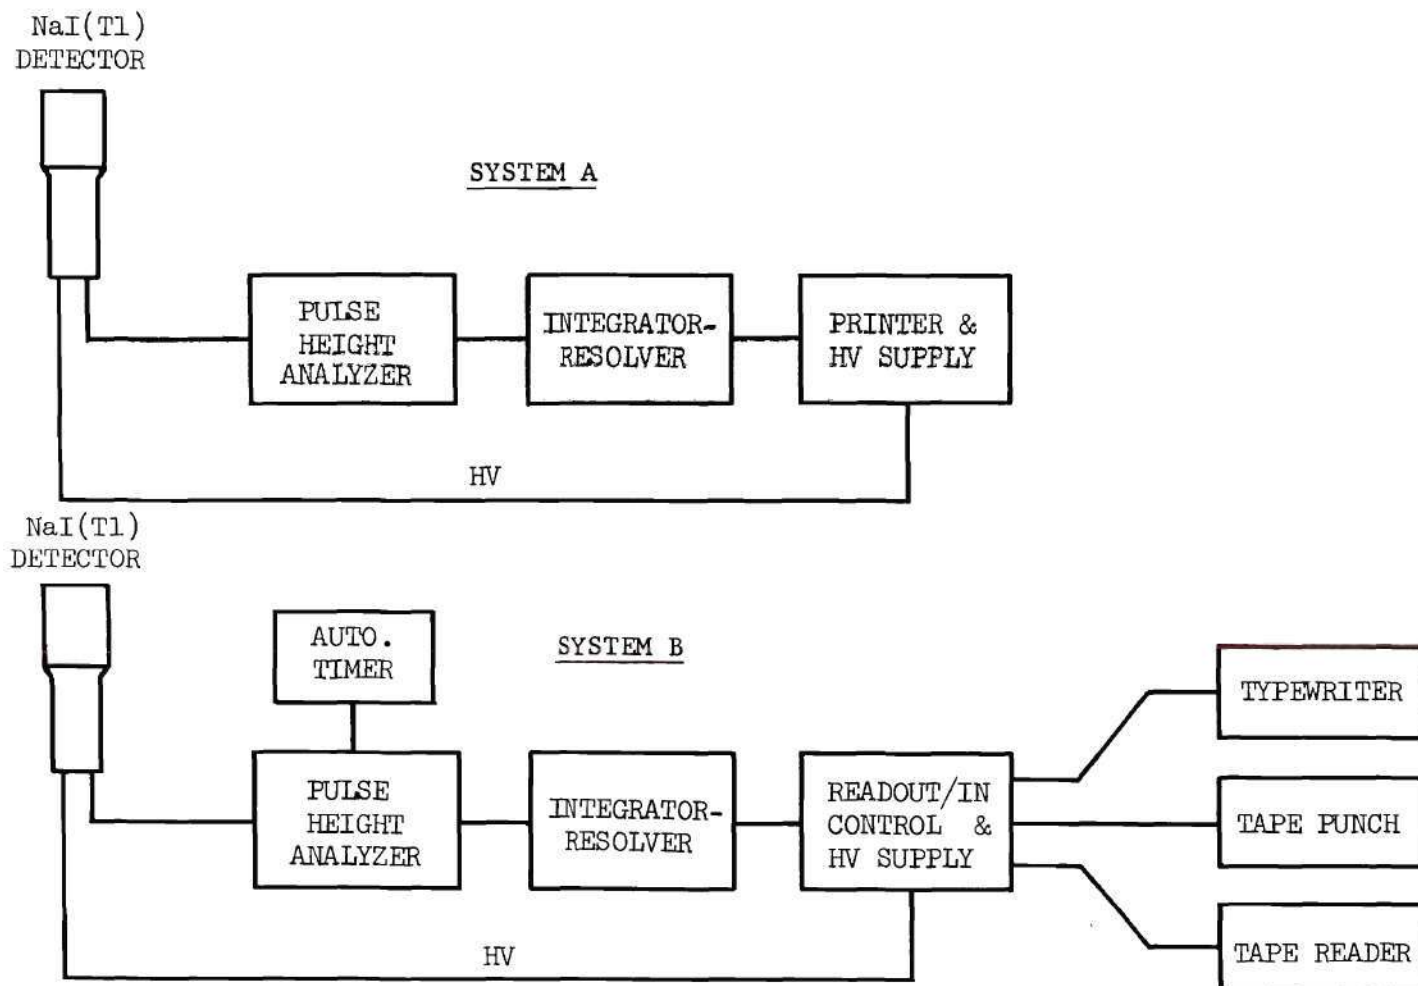 NaI(Tl)
DETECTOR
SYSTEM A
PULSE
HEIGHT
ANALYZER
INTEGRATOR-
RESOLVER
PRINTER &
HV SUPPLY
HV
NaI(Tl)
DETECTOR
AUTO.
TIMER
SYSTEM B
PULSE
HEIGHT
ANALYZER
INTEGRATOR-
RESOLVER
READOUT/IN
CONTROL &
HV SUPPLY
TYPEWRITER
TAPE PUNCH
TAPE READER
HV